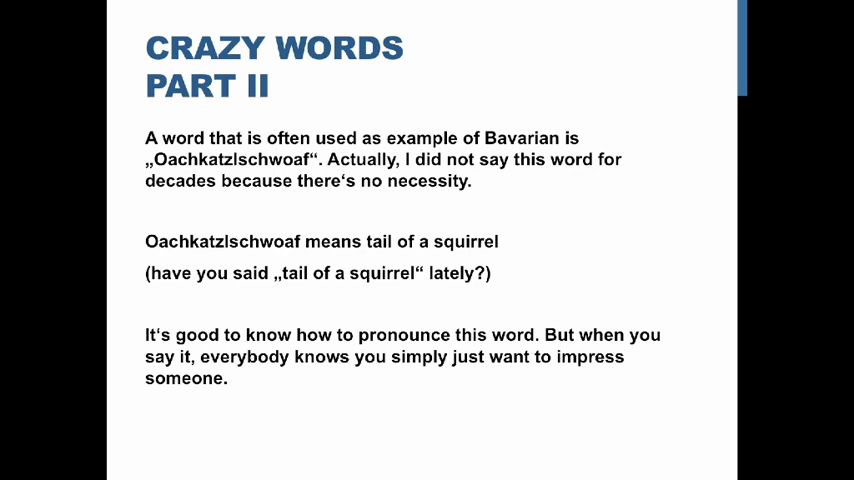 CRAZY WORDS
PART II
A word that is often used as example of Bavarian is
„Oachkatzlschwoaf“. Actually, I did not say this word for
decades because there‘s no necessity.
Oachkatzlschwoaf means tail of a squirrel
(have you said „tail of a squirrel“ lately?)
It‘s good to know how to pronounce this word. But when you
say it, everybody knows you simply just want to impress
someone.